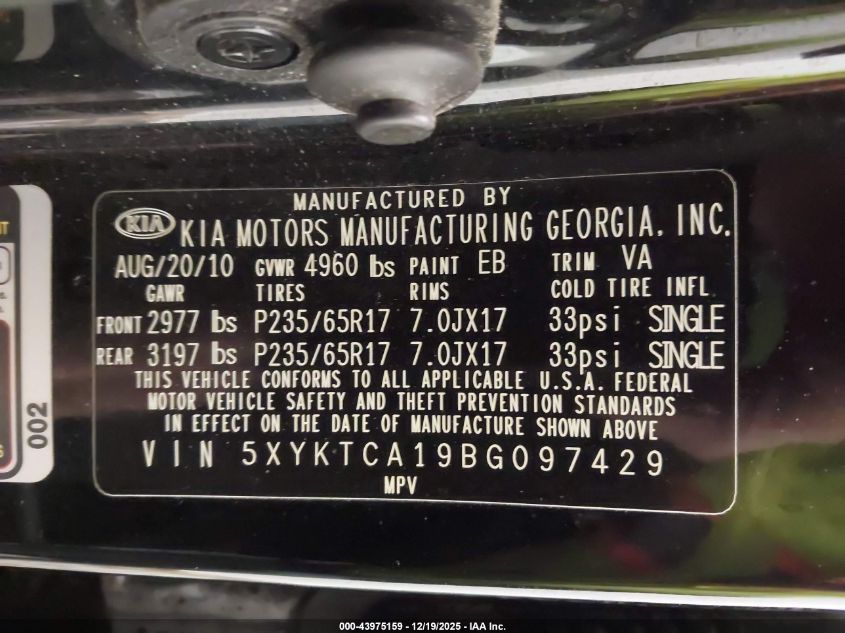 MANUFACTURED BY
KIA KIA MOTORS MANUFACTURING GEORGIA, INC.
AUG/20/10 GVWR 4960 lbs PAINT EB TRIM VA
GAWR TIRES RIMS COLD TIRE INFL
FRONT 2977 lbs P235/65R17 7.0JX17 33psi SINGLE
REAR 3197 lbs P235/65R17 7.0JX17 33psi SINGLE
THIS VEHICLE CONFORMS TO ALL APPLICABLE U.S.A. FEDERAL
MOTOR VEHICLE SAFETY AND THEFT PREVENTION STANDARDS
IN EFFECT ON THE DATE OF MANUFACTURE SHOWN ABOVE
VIN 5XYKTCA19BG097429
MPV
002
000-43975159 - 12/19/2025 - IAA Inc.